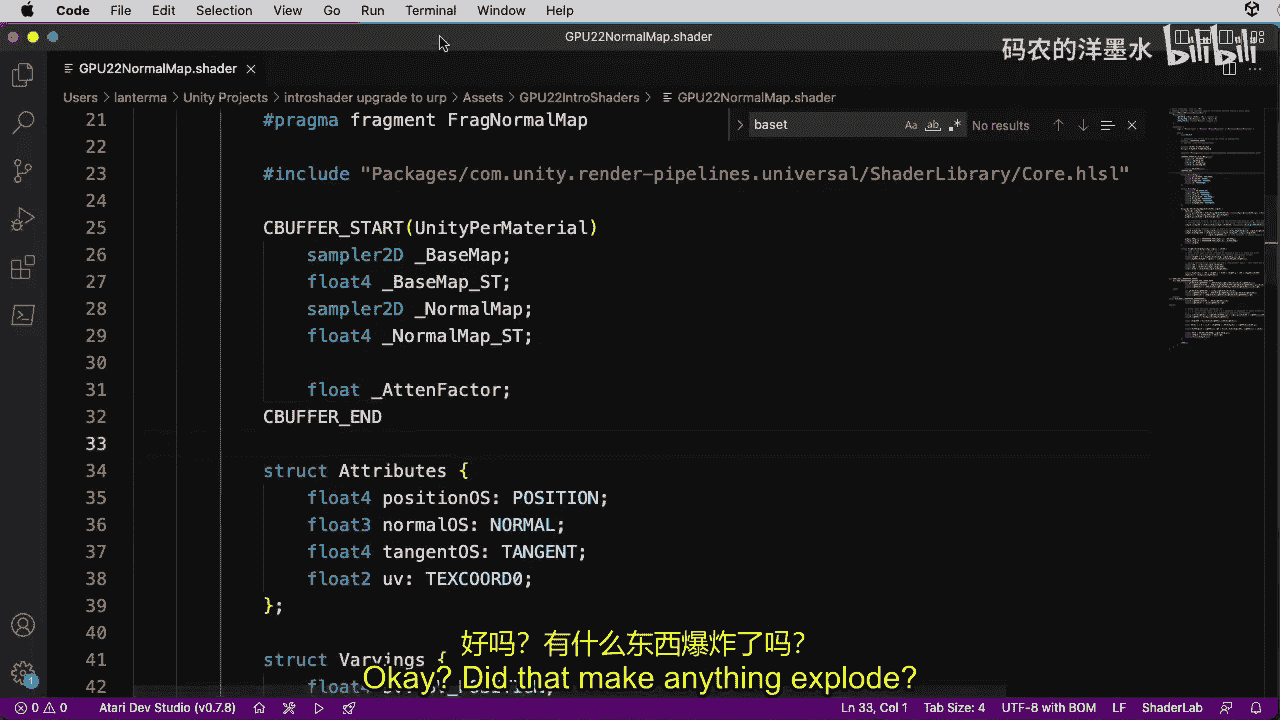 Code File Edit Selection View Go Run Terminal Window Help
GPU22NormalMap.shader
码农的洋墨水 bilibili
GPU22NormalMap.shader
Users > lanterma > Unity Projects > introshader upgrade to urp > Assets > GPU22IntroShaders > GPU22NormalMap.shader
baset Aa ab No results
21 #pragma fragment FragNormalMap
22
23 #include "Packages/com.unity.render-pipelines.universal/ShaderLibrary/Core.hlsl"
24
25 CBUFFER_START(UnityPerMaterial)
26 sampler2D _BaseMap;
27 float4 _BaseMap_ST;
28 sampler2D _NormalMap;
29 float4 _NormalMap_ST;
30
31 float _AttenFactor;
32 CBUFFER_END
33
34 struct Attributes {
35 float4 positionOS: POSITION;
36 float3 normalOS: NORMAL;
37 float4 tangentOS: TANGENT;
38 float2 uv: TEXCOORD0;
39 };
40
41 struct Varyings {
42
好吗？有什么东西爆炸了吗？
Okay? Did that make anything explode?
1
0 0 Atari Dev Studio (v0.7.8) Ln 33, Col 1 Tab Size: 4 UTF-8 with BOM LF ShaderLab